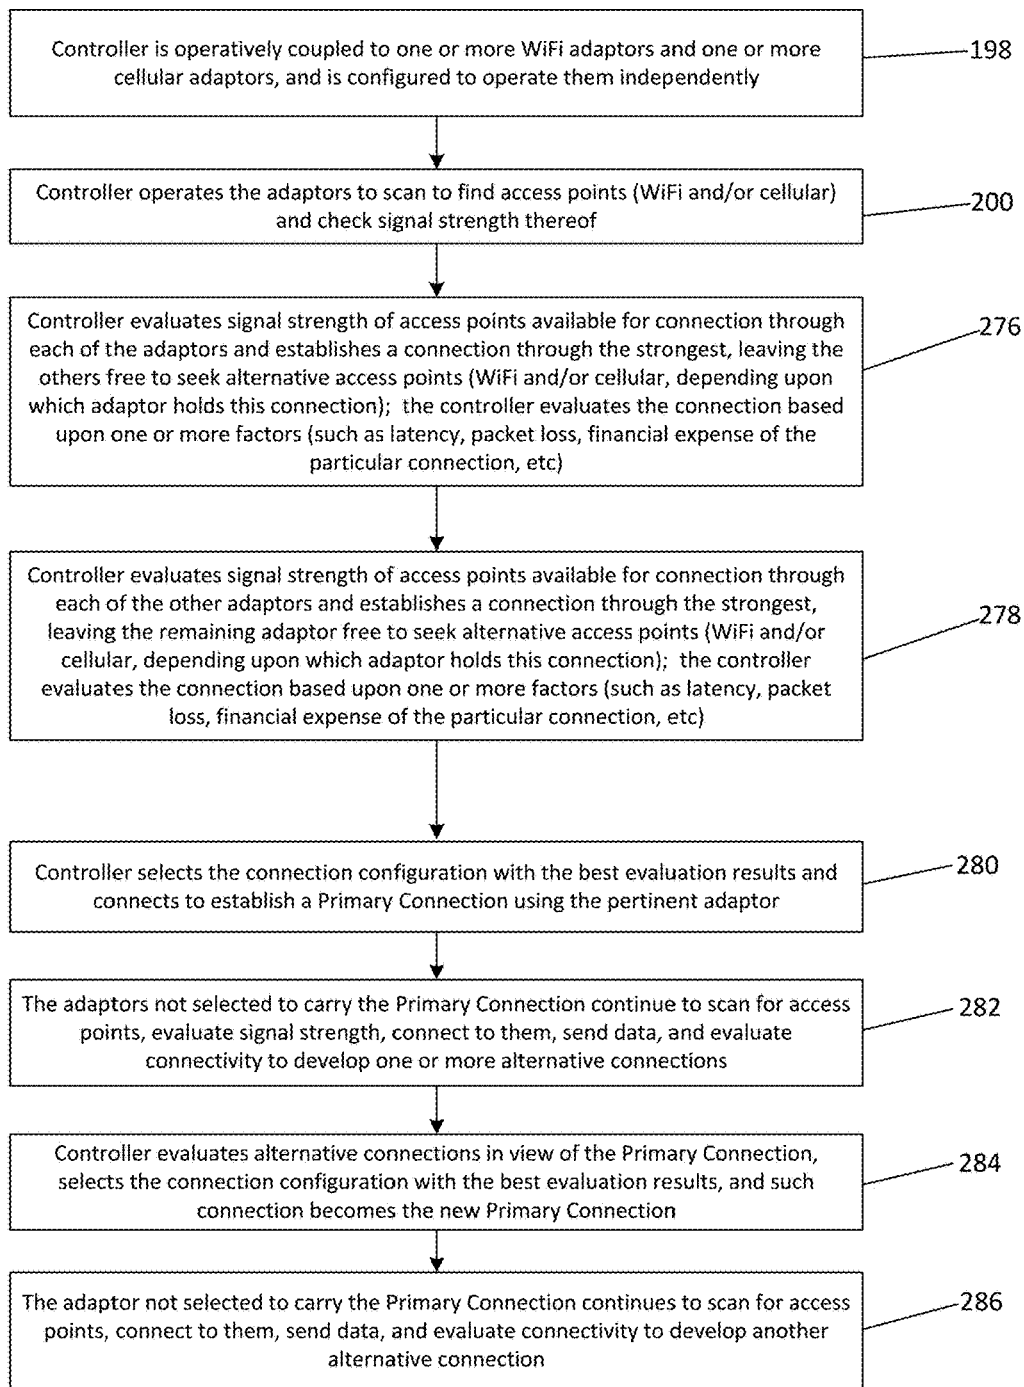 Controller is operatively coupled to one or more WiFi adaptors and one or more
cellular adaptors, and is configured to operate them independently
198
Controller operates the adaptors to scan to find access points (WiFi and/or cellular)
and check signal strength thereof
200
Controller evaluates signal strength of access points available for connection through
each of the adaptors and establishes a connection through the strongest, leaving the
others free to seek alternative access points (WiFi and/or cellular, depending upon
which adaptor holds this connection); the controller evaluates the connection based
upon one or more factors (such as latency, packet loss, financial expense of the
particular connection, etc)
276
Controller evaluates signal strength of access points available for connection through
each of the other adaptors and establishes a connection through the strongest,
leaving the remaining adaptor free to seek alternative access points (WiFi and/or
cellular, depending upon which adaptor holds this connection); the controller
evaluates the connection based upon one or more factors (such as latency, packet
loss, financial expense of the particular connection, etc)
278
Controller selects the connection configuration with the best evaluation results and
connects to establish a Primary Connection using the pertinent adaptor
280
The adaptors not selected to carry the Primary Connection continue to scan for access
points, evaluate signal strength, connect to them, send data, and evaluate
connectivity to develop one or more alternative connections
282
Controller evaluates alternative connections in view of the Primary Connection,
selects the connection configuration with the best evaluation results, and such
connection becomes the new Primary Connection
284
The adaptor not selected to carry the Primary Connection continues to scan for access
points, connect to them, send data, and evaluate connectivity to develop another
alternative connection
286